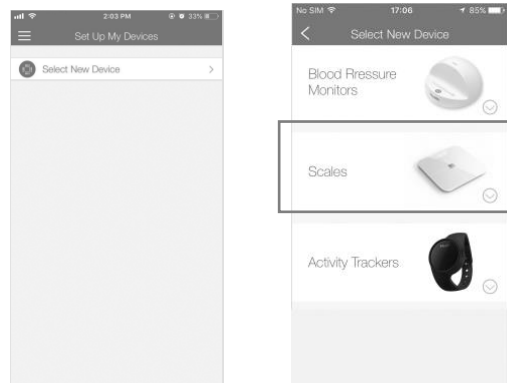 2:03 PM
33%
Set Up My Devices
Select New Device
No SIM
17:06
85%
Select New Device
Blood Rressure
Monitors
Scales
Activity Trackers